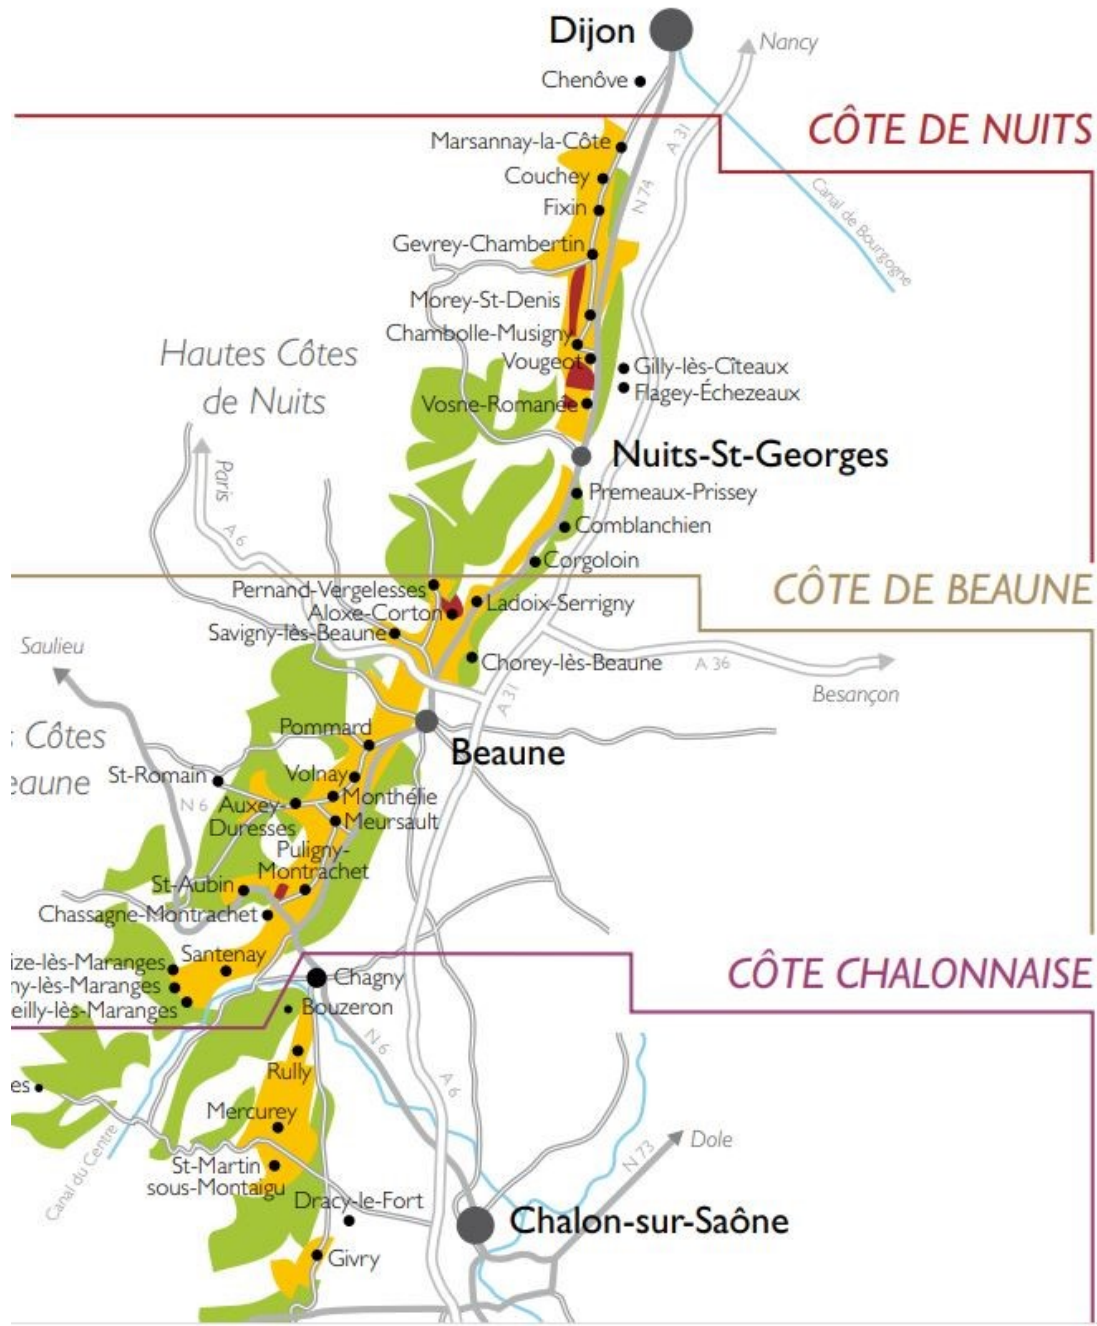 Dijon
Nancy
Chenôve
CÔTE DE NUITS
Marsannay-la-Côte
A 31
Couchey
N 74
Canal de Bourgogne
Fixin
Gevrey-Chambertin
Morey-St-Denis
Chambolle-Musigny
Hautes Côtes
de Nuits
Vougeot
Gilly-lès-Cîteaux
Flagey-Échezeaux
Vosne-Romanée
Nuits-St-Georges
Paris
A 6
Premeaux-Prissey
Comblanchien
Corgoloin
CÔTE DE BEAUNE
Pernand-Vergelesses
Ladoix-Serrigny
Aloxe-Corton
Savigny-lès-Beaune
Saulieu
Chorey-lès-Beaune
A 36
Besançon
A 31
Côtes
eaune
Pommard
Beaune
St-Romain
Volnay
N 6
Auxey-
Duresses
Monthélie
Meursault
Puligny-
Montrachet
St-Aubin
Chassagne-Montrachet
Santenay
ize-lès-Maranges
ny-lès-Maranges
eilly-lès-Maranges
CÔTE CHALONNAISE
Chagny
Bouzeron
N 6
Rully
A 6
es
Mercurey
Canal du Centre
St-Martin
sous-Montaigu
Dole
N 73
Dracy-le-Fort
Chalon-sur-Saône
Givry